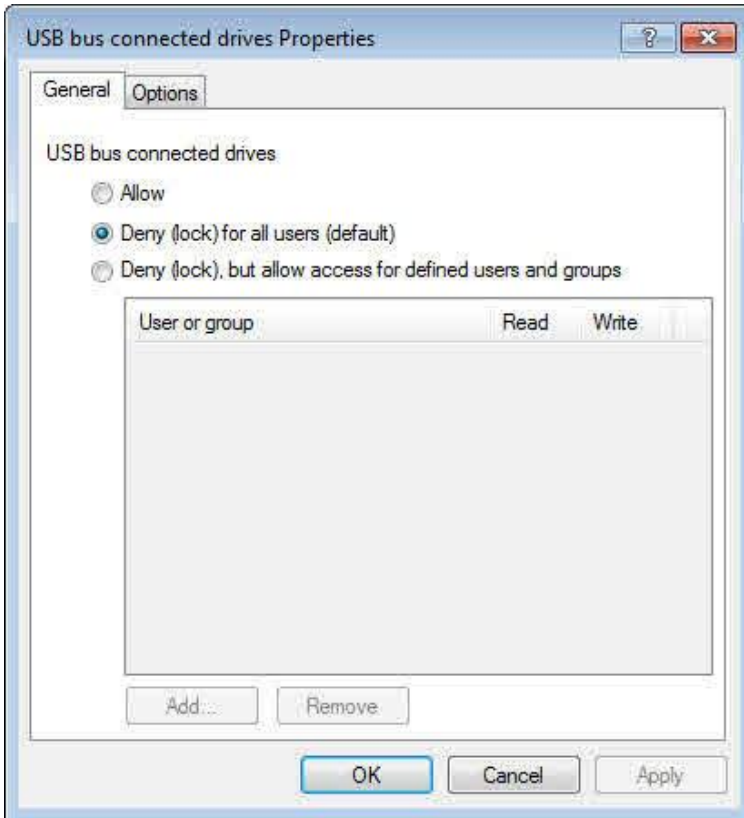 USB bus connected drives Properties
General Options
USB bus connected drives
Allow
Deny (lock) for all users (default)
Deny (lock), but allow access for defined users and groups
User or group Read Write
Add... Remove
OK Cancel Apply